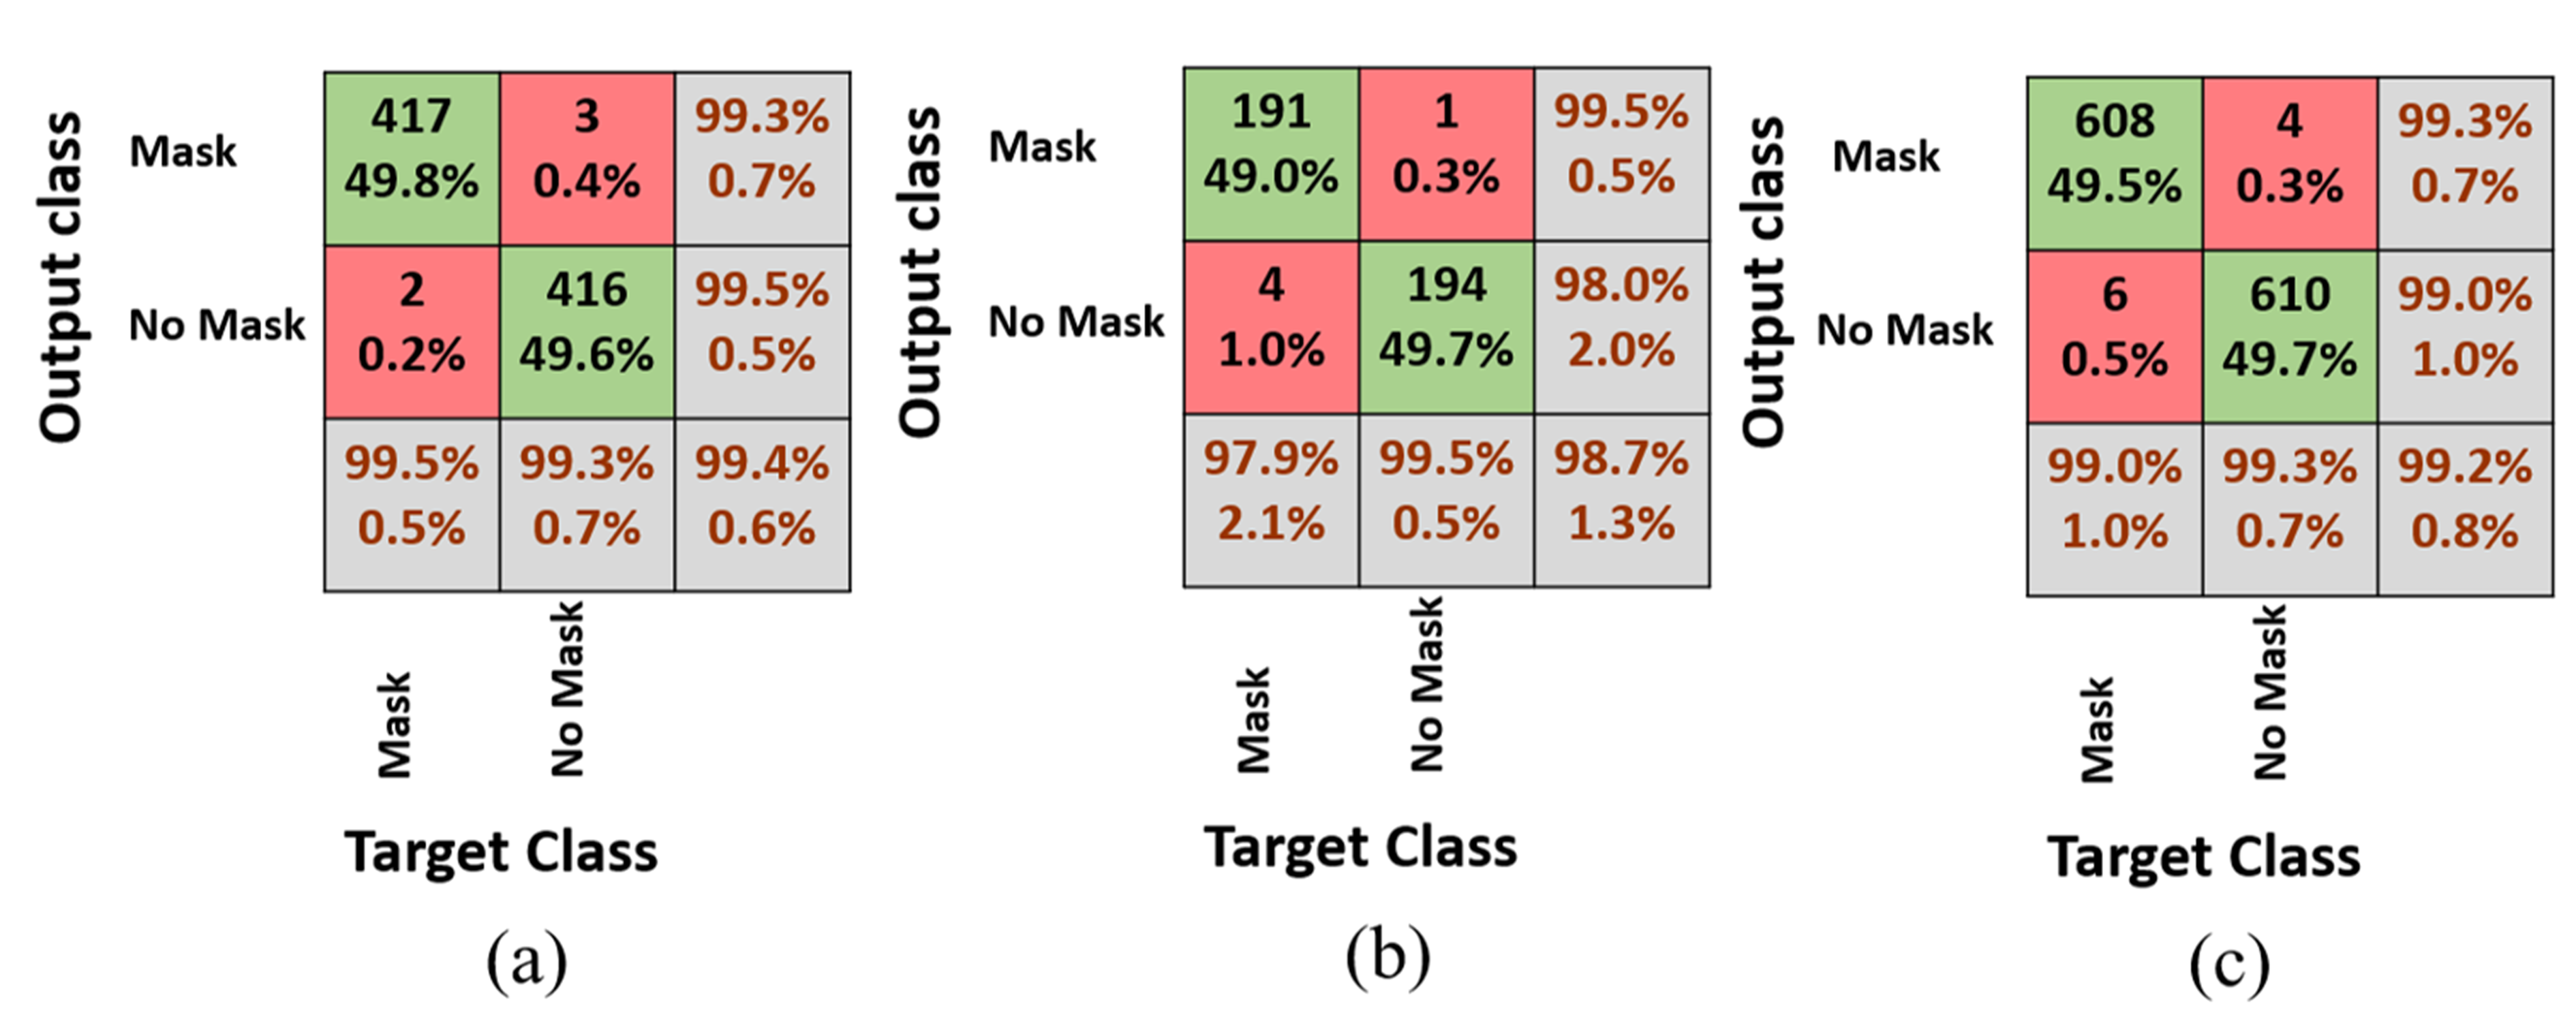 Output class
Mask
No Mask
417 3 99.3%
49.8% 0.4% 0.7%
2 416 99.5%
0.2% 49.6% 0.5%
99.5% 99.3% 99.4%
0.5% 0.7% 0.6%
Mask
No Mask
Target Class
(a)
Output class
Mask
No Mask
191 1 99.5%
49.0% 0.3% 0.5%
4 194 98.0%
1.0% 49.7% 2.0%
97.9% 99.5% 98.7%
2.1% 0.5% 1.3%
Mask
No Mask
Target Class
(b)
Output class
Mask
No Mask
608 4 99.3%
49.5% 0.3% 0.7%
6 610 99.0%
0.5% 49.7% 1.0%
99.0% 99.3% 99.2%
1.0% 0.7% 0.8%
Mask
No Mask
Target Class
(c)